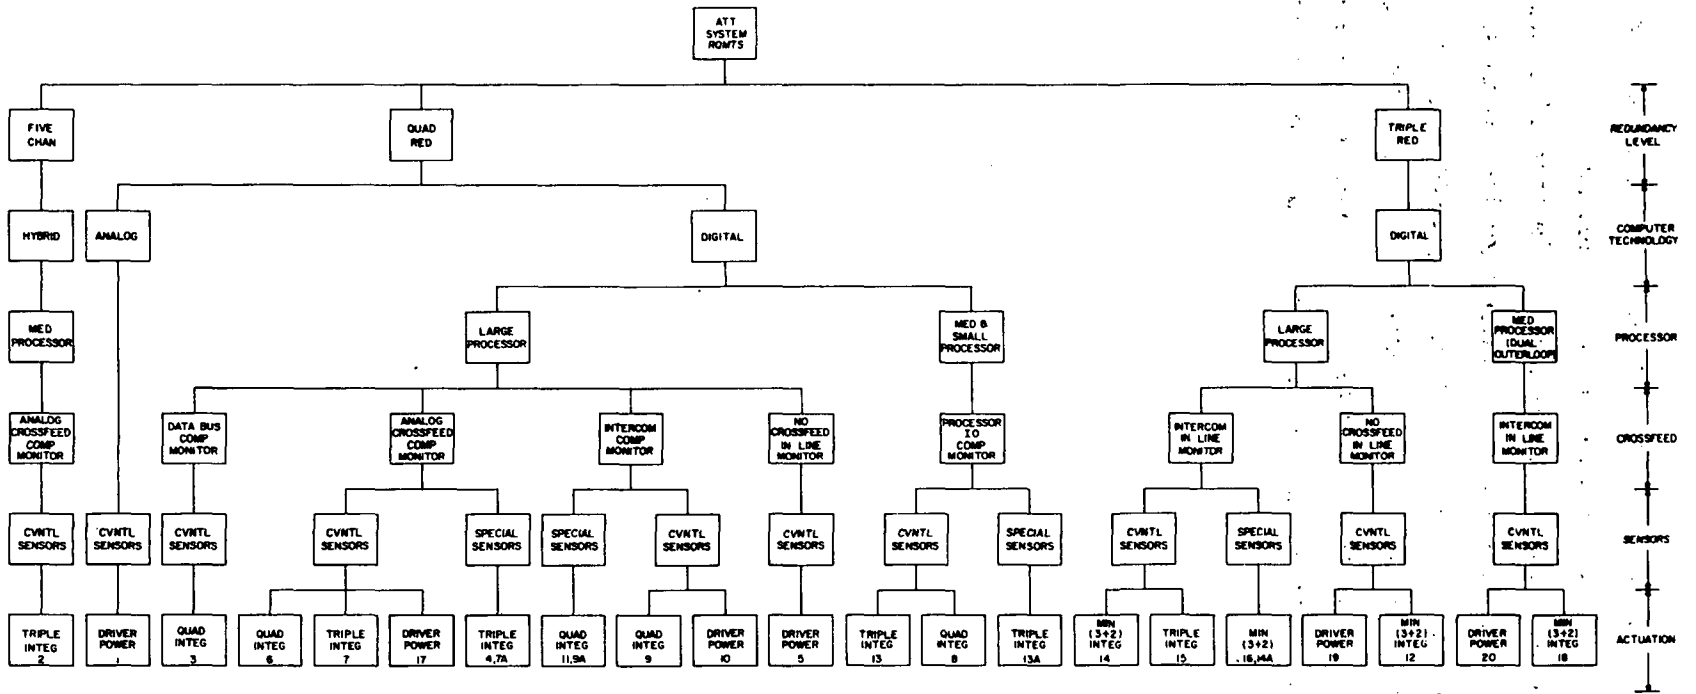 ATT
SYSTEM
RQMTS
FIVE
CHAN
QUAD
RED
TRIPLE
RED
REDUNDANCY
LEVEL
HYBRID
ANALOG
DIGITAL
DIGITAL
COMPUTER
TECHNOLOGY
MED
PROCESSOR
LARGE
PROCESSOR
MED &
SMALL
PROCESSOR
LARGE
PROCESSOR
MED
PROCESSOR
(DUAL
OUTERLOOP)
PROCESSOR
ANALOG
CROSSFEED
COMP
MONITOR
DATA BUS
COMP
MONITOR
ANALOG
CROSSFEED
COMP
MONITOR
INTERCOM
COMP
MONITOR
NO
CROSSFEED
IN LINE
MONITOR
PROCESSOR
IO
COMP
MONITOR
INTERCOM
IN LINE
MONITOR
NO
CROSSFEED
IN LINE
MONITOR
INTERCOM
IN LINE
MONITOR
CROSSFEED
CVNTL
SENSORS
CVNTL
SENSORS
CVNTL
SENSORS
CVNTL
SENSORS
SPECIAL
SENSORS
SPECIAL
SENSORS
CVNTL
SENSORS
CVNTL
SENSORS
CVNTL
SENSORS
SPECIAL
SENSORS
CVNTL
SENSORS
SPECIAL
SENSORS
CVNTL
SENSORS
CVNTL
SENSORS
SENSORS
TRIPLE
INTEG
2
DRIVER
POWER
1
QUAD
INTEG
3
QUAD
INTEG
6
TRIPLE
INTEG
7
DRIVER
POWER
17
TRIPLE
INTEG
4,7A
QUAD
INTEG
11,9A
QUAD
INTEG
9
DRIVER
POWER
10
DRIVER
POWER
5
TRIPLE
INTEG
13
QUAD
INTEG
8
TRIPLE
INTEG
13A
MIN
(3+2)
INTEG
14
TRIPLE
INTEG
15
MIN
(3+2)
16,14A
DRIVER
POWER
19
MIN
(3+2)
INTEG
12
DRIVER
POWER
20
MIN
(3+2)
INTEG
18
ACTUATION